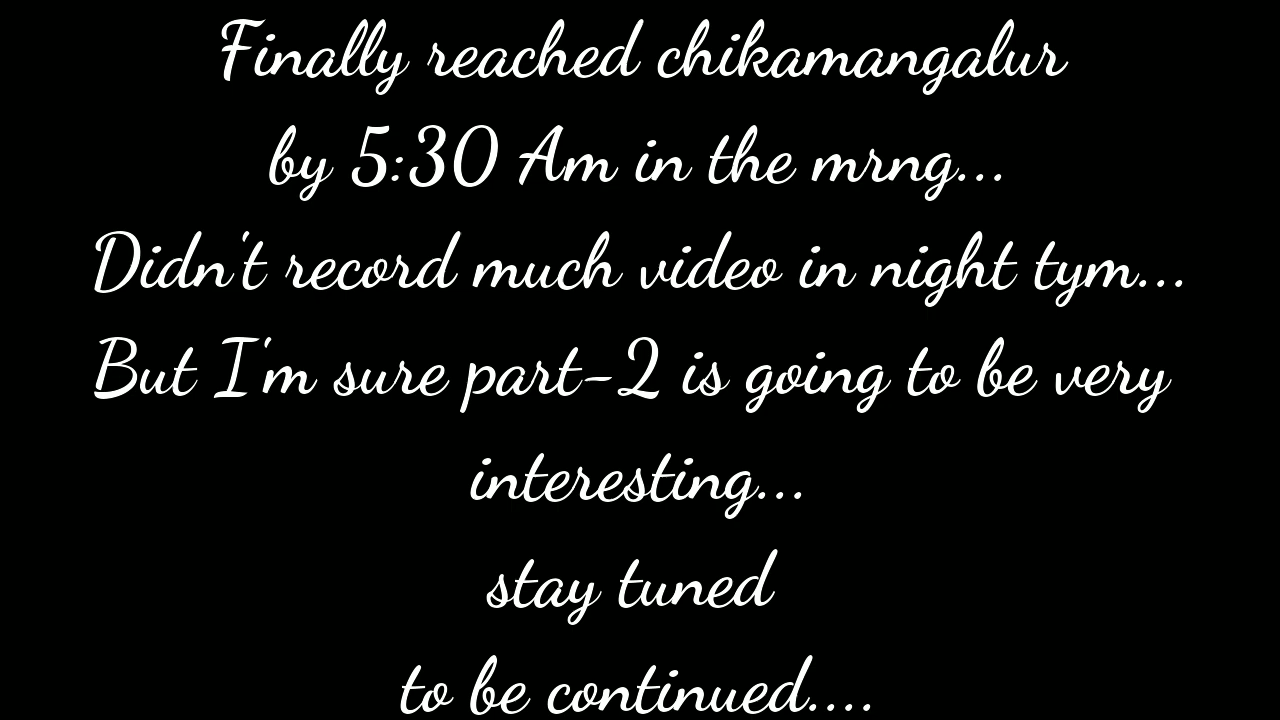 Finally reached chikamangalur
by 5:30 Am in the mrng...
Didn't record much video in night tym...
But I'm sure part-2 is going to be very
interesting...
stay tuned
to be continued....